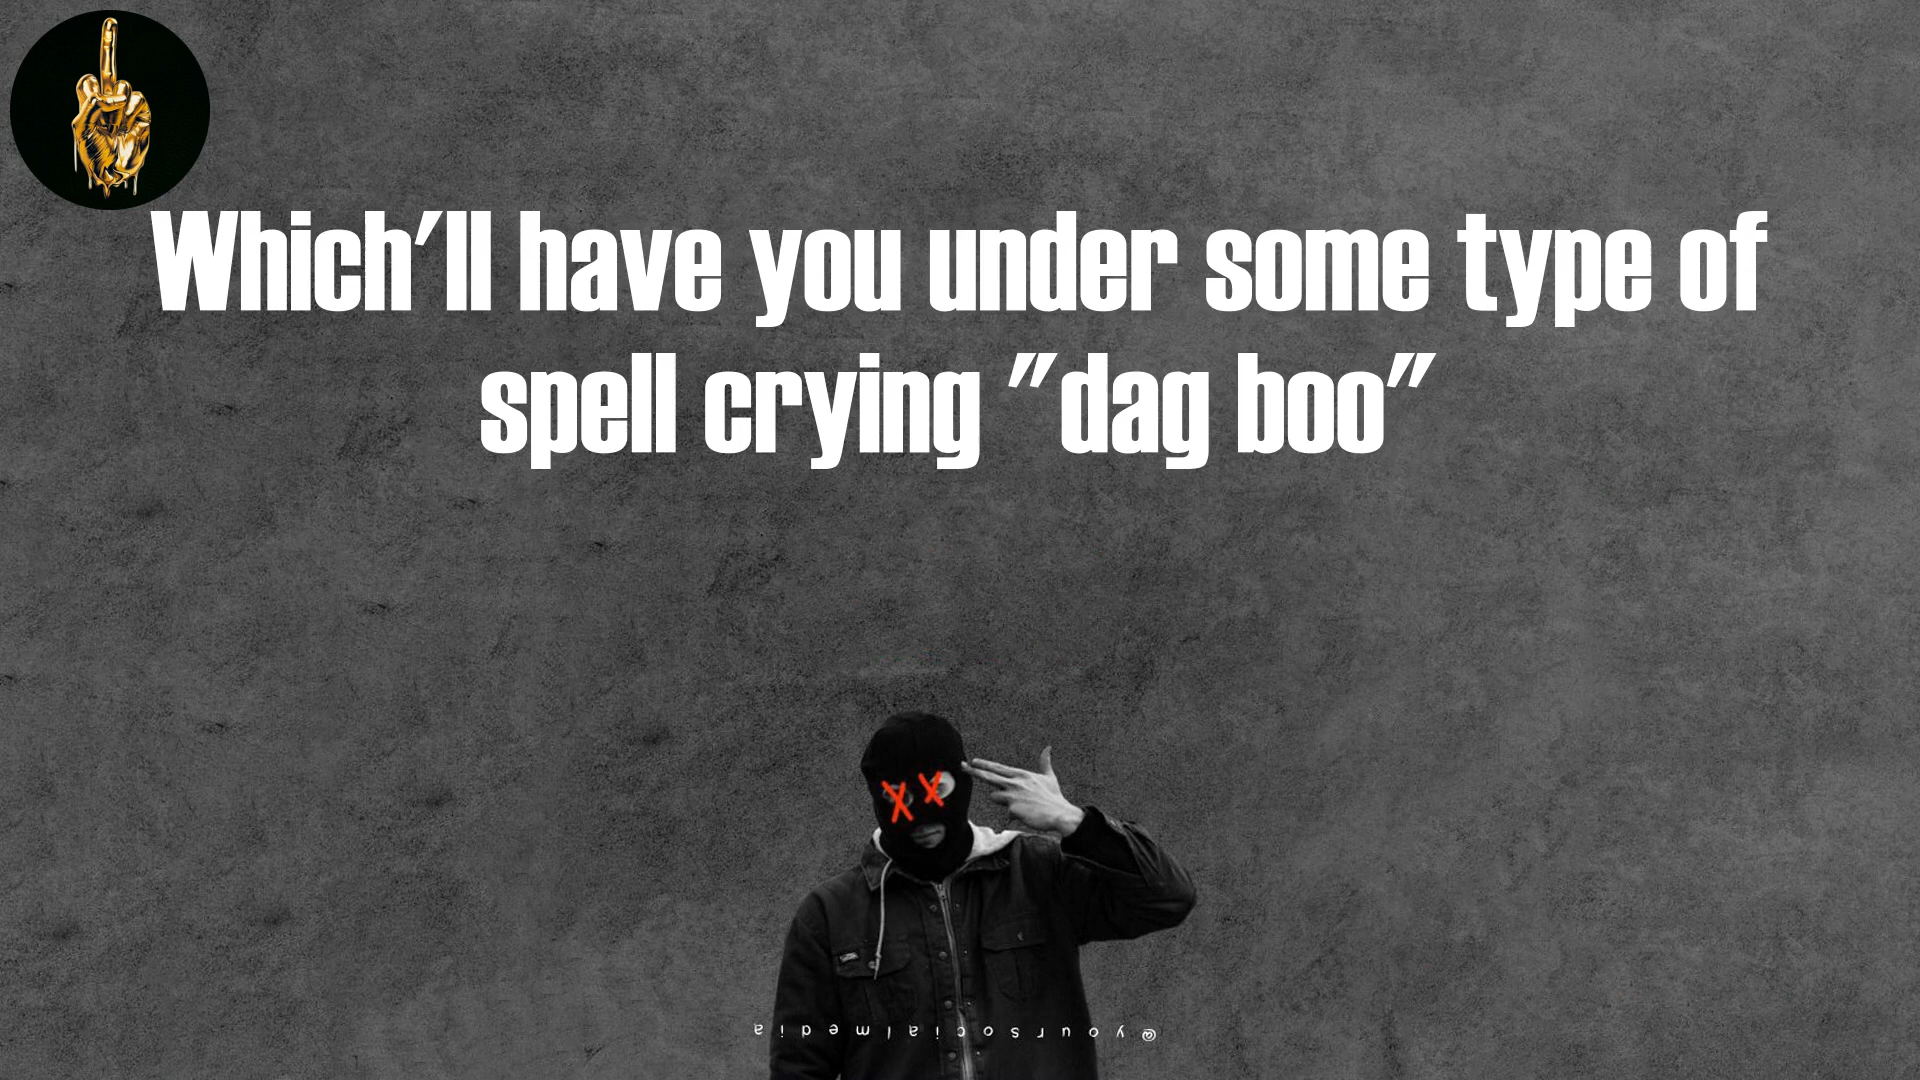 Which'll have you under some type of
spell crying "dag boo"
@yoursocialmedia